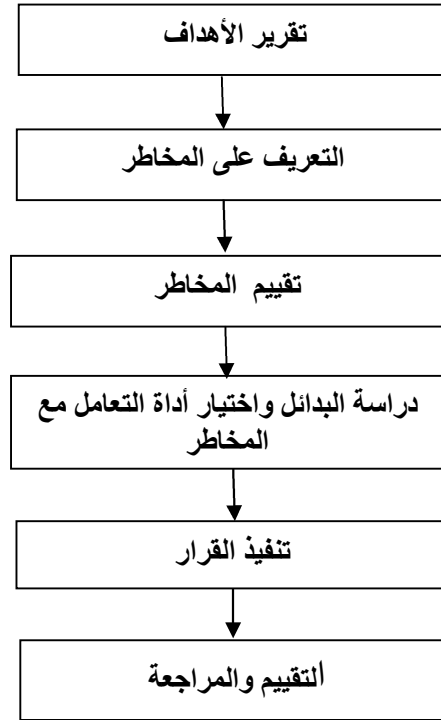 تقرير الأهداف
التعريف على المخاطر
تقييم المخاطر
دراسة البدائل واختيار أداة التعامل مع
المخاطر
تنفيذ القرار
ألتقييم والمراجعة